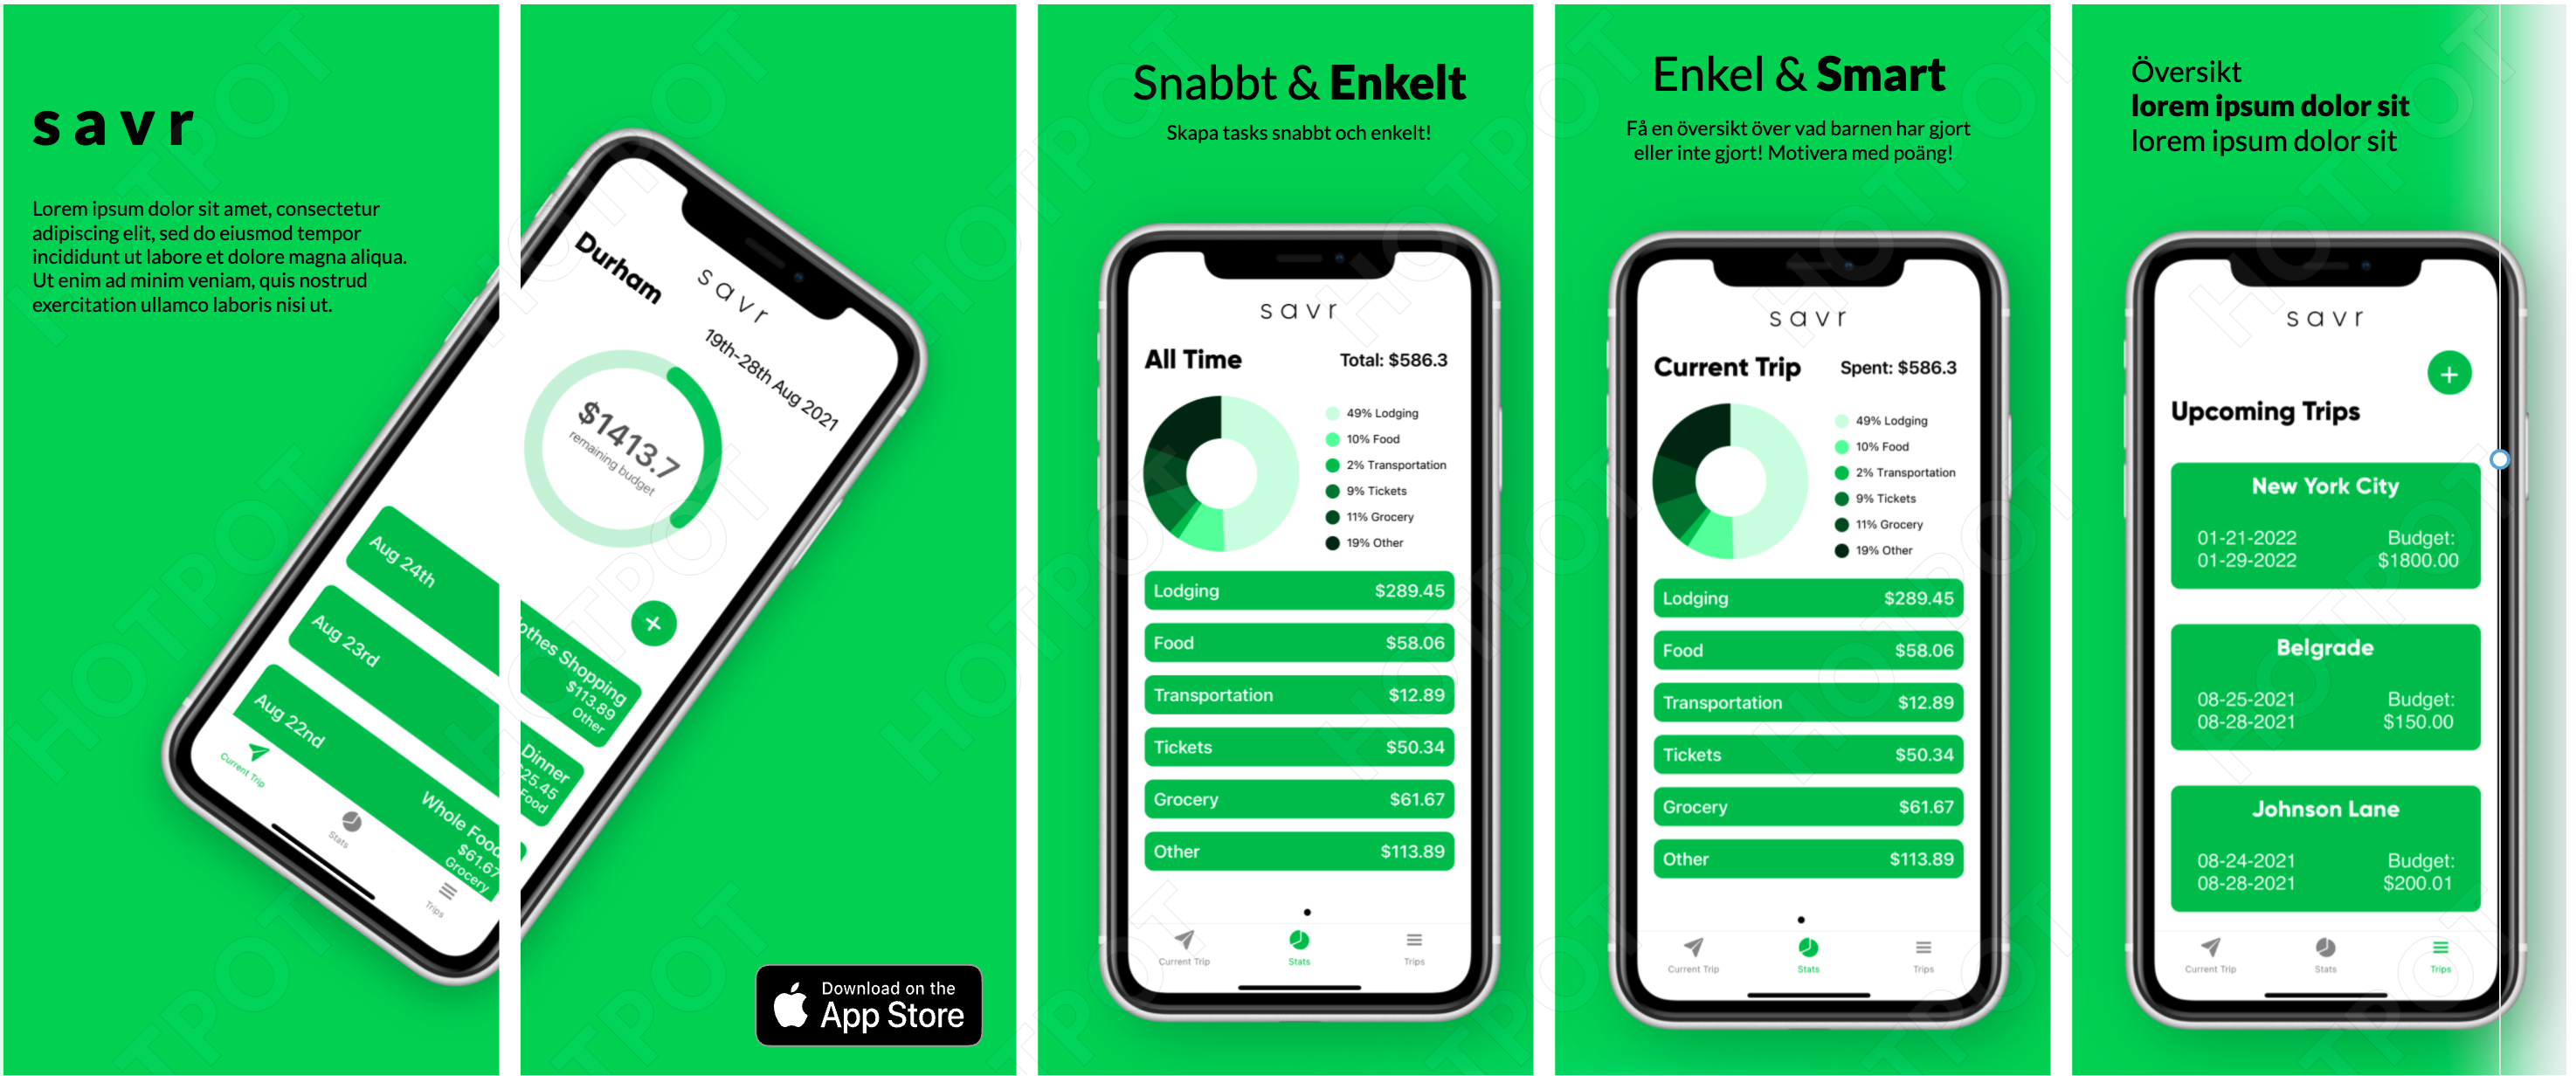 savr
Lorem ipsum dolor sit amet, consectetur
adipiscing elit, sed do eiusmod tempor
incididunt ut labore et dolore magna aliqua.
Ut enim ad minim veniam, quis nostrud
exercitation ullamco laboris nisi ut.
Aug 24th
Aug 23rd
Aug 22nd
Whole Food
$61.67
Grocery
Current Trip
Stats
Trips
savr
Durham
19th-28th Aug 2021
$1413.7
remaining budget
othes Shopping
$113.89
Other
Dinner
$25.45
Food
Download on the
App Store
Snabbt & Enkelt
Skapa tasks snabbt och enkelt!
savr
All Time Total: $586.3
49% Lodging
10% Food
2% Transportation
9% Tickets
11% Grocery
19% Other
Lodging $289.45
Food $58.06
Transportation $12.89
Tickets $50.34
Grocery $61.67
Other $113.89
Current Trip Stats Trips
Enkel & Smart
Få en översikt över vad barnen har gjort
eller inte gjort! Motivera med poäng!
savr
Current Trip Spent: $586.3
49% Lodging
10% Food
2% Transportation
9% Tickets
11% Grocery
19% Other
Lodging $289.45
Food $58.06
Transportation $12.89
Tickets $50.34
Grocery $61.67
Other $113.89
Current Trip Stats Trips
Översikt
lorem ipsum dolor sit
lorem ipsum dolor sit
savr
Upcoming Trips
New York City
01-21-2022 Budget:
01-29-2022 $1800.00
Belgrade
08-25-2021 Budget:
08-28-2021 $150.00
Johnson Lane
08-24-2021 Budget:
08-28-2021 $200.01
Current Trip Stats Trips
HOTPOT